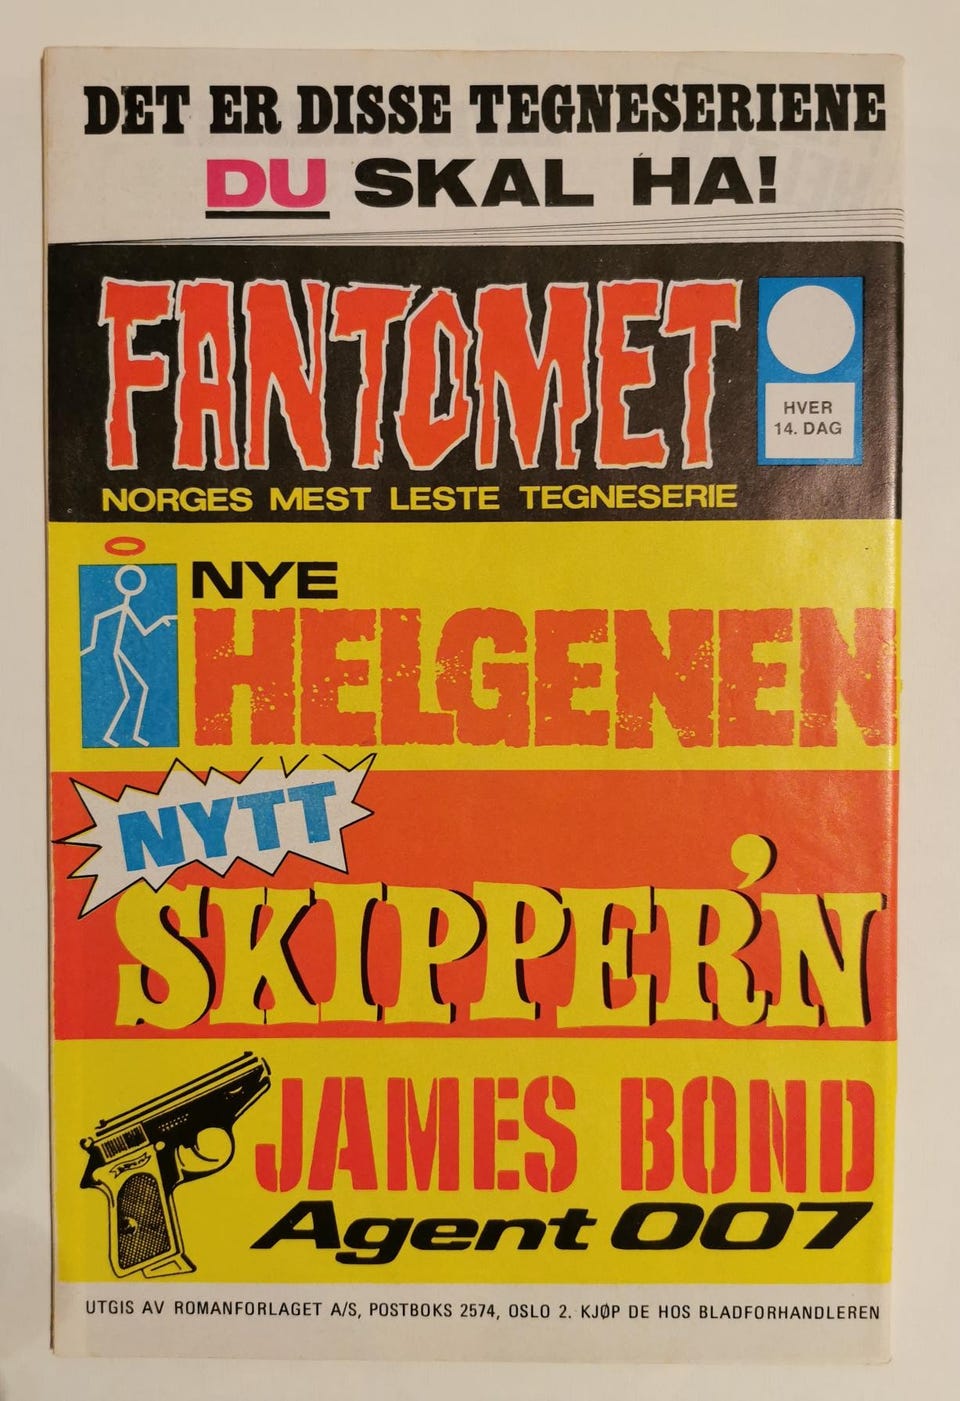 DET ER DISSE TEGNESERIENE
DU SKAL HA!
FANTOMET
HVER
14. DAG
NORGES MEST LESTE TEGNESERIE
NYE
HELGENEN
NYTT
SKIPPER'N
JAMES BOND
Agent 007
UTGIS AV ROMANFORLAGET A/S, POSTBOKS 2574, OSLO 2. KJØP DE HOS BLADFORHANDLEREN